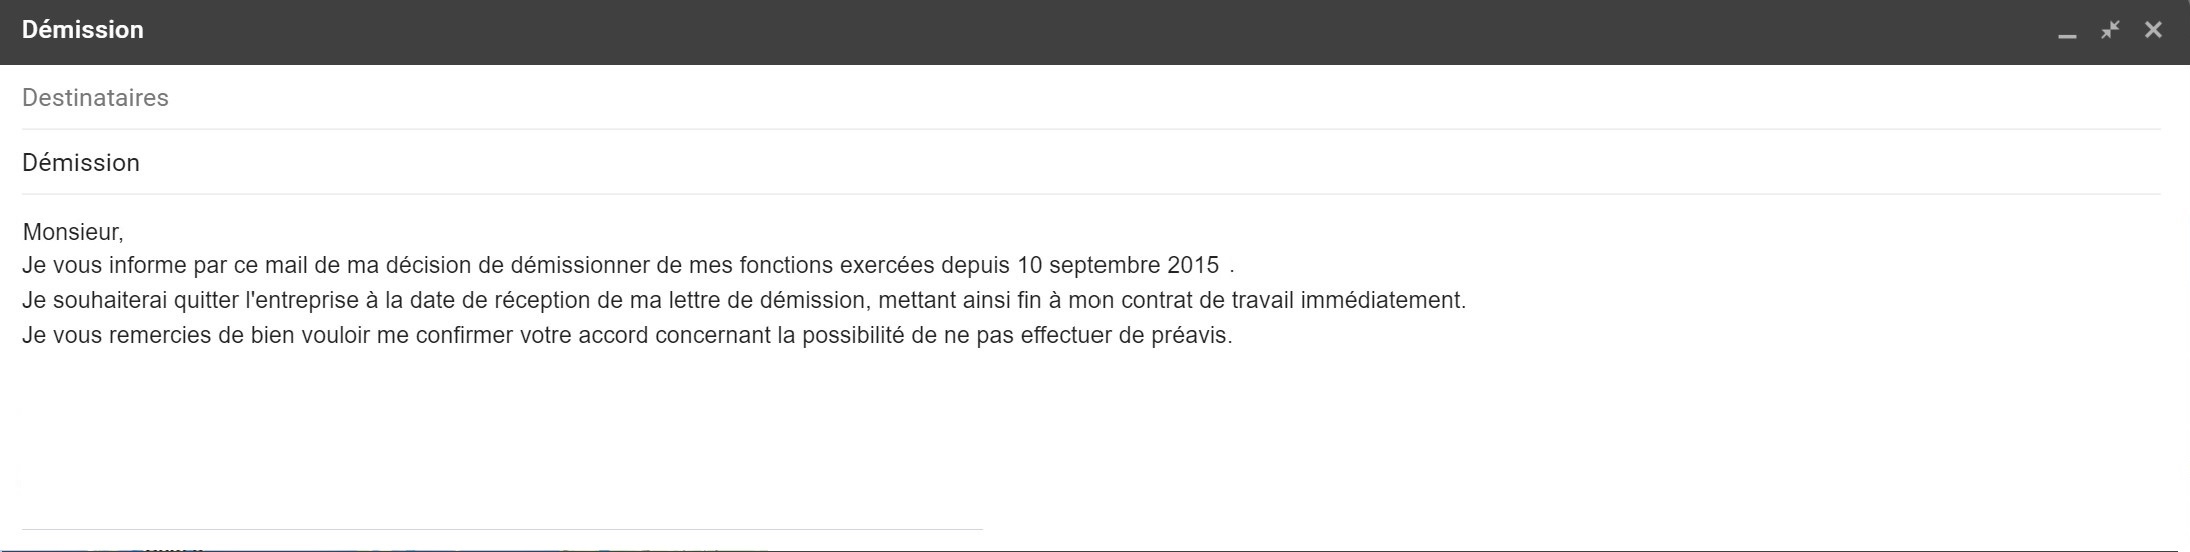 Démission
Destinataires
Démission
Monsieur,
Je vous informe par ce mail de ma décision de démissionner de mes fonctions exercées depuis 10 septembre 2015 .
Je souhaiterai quitter l'entreprise à la date de réception de ma lettre de démission, mettant ainsi fin à mon contrat de travail immédiatement.
Je vous remercies de bien vouloir me confirmer votre accord concernant la possibilité de ne pas effectuer de préavis.